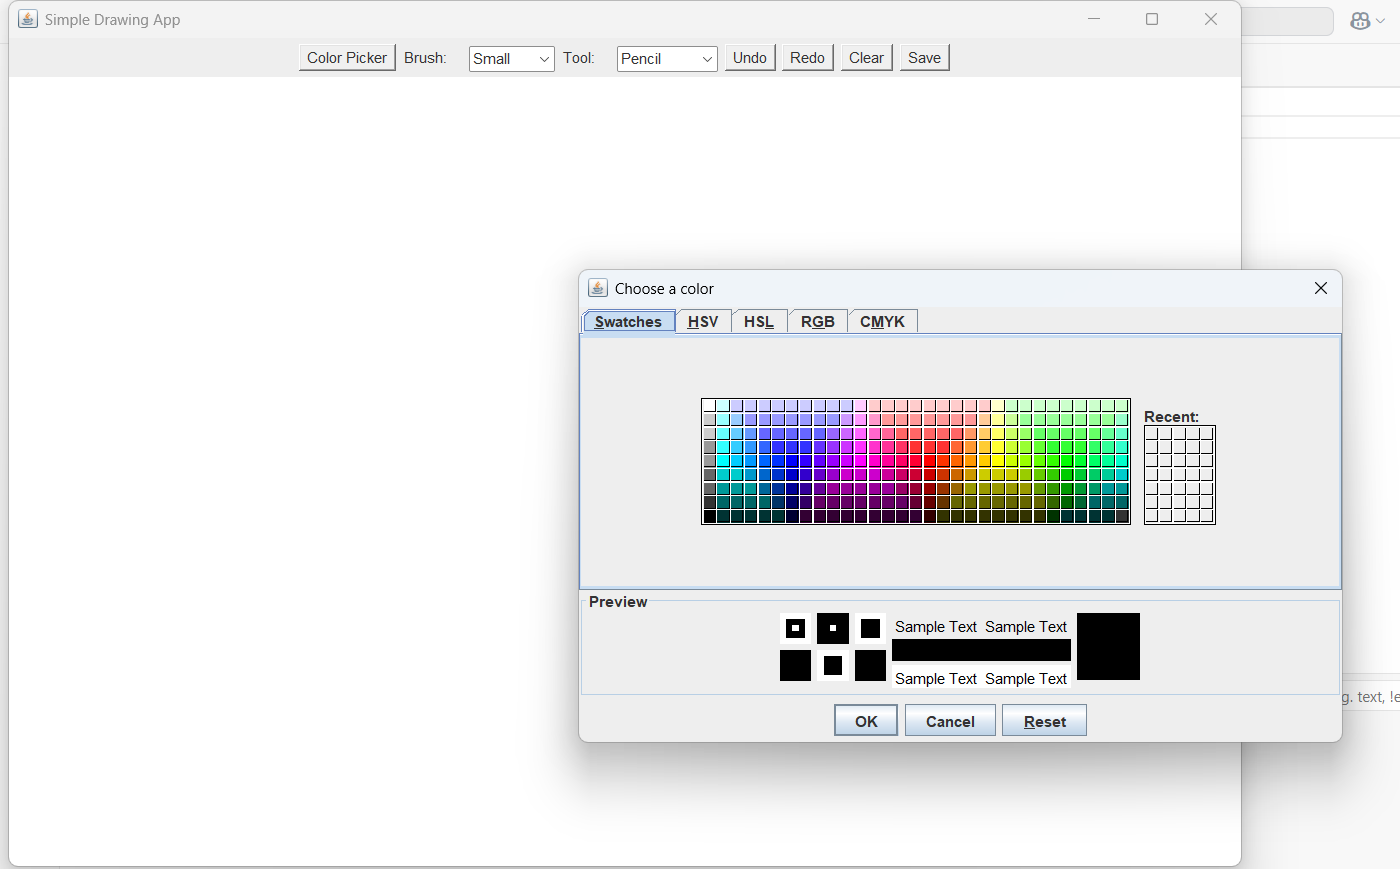 Simple Drawing App
Color Picker Brush: Small Tool: Pencil Undo Redo Clear Save
Choose a color
Swatches HSV HSL RGB CMYK
Recent:
Preview
Sample Text Sample Text
Sample Text Sample Text
g. text, !e
OK Cancel Reset